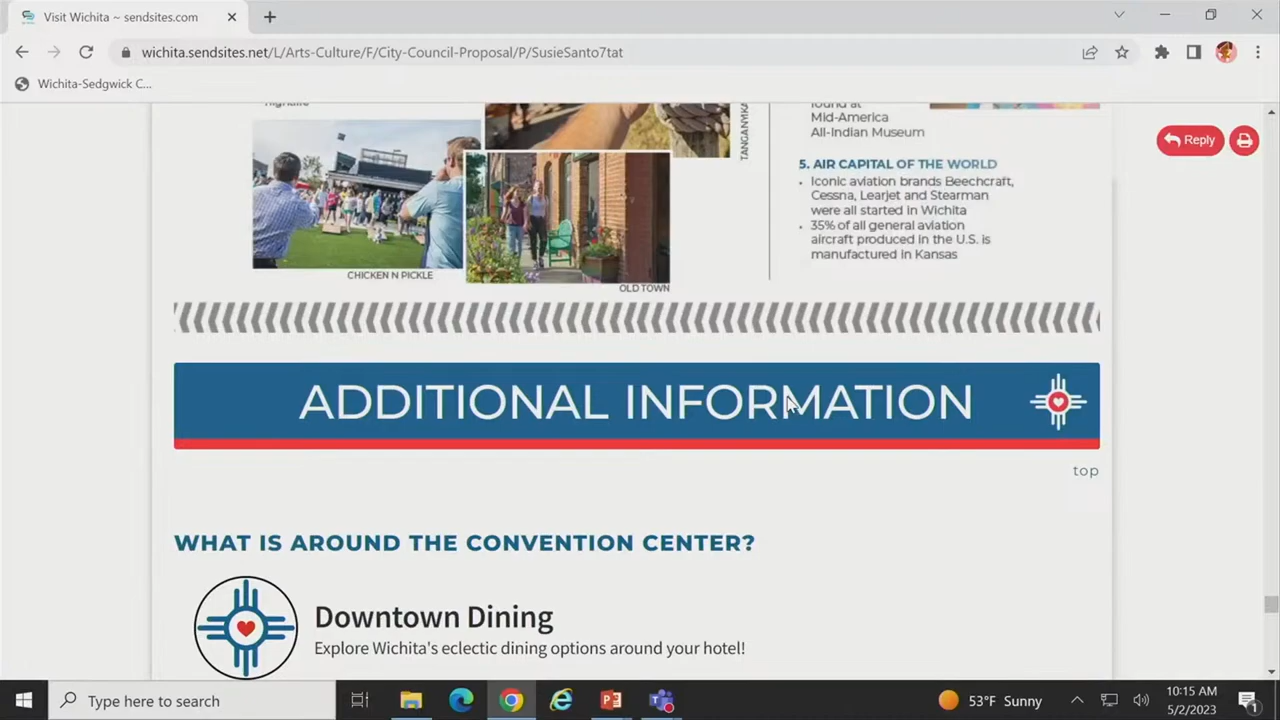 Visit Wichita ~ sendsites.com
wichita.sendsites.net/L/Arts-Culture/F/City-Council-Proposal/P/SusieSanto7tat
Wichita-Sedgwick C...
Reply
found at
Mid-America
All-Indian Museum
TANGANYIKA
5. AIR CAPITAL OF THE WORLD
• Iconic aviation brands Beechcraft,
Cessna, Learjet and Stearman
were all started in Wichita
• 35% of all general aviation
aircraft produced in the U.S. is
manufactured in Kansas
CHICKEN N PICKLE
OLD TOWN
ADDITIONAL INFORMATION
top
WHAT IS AROUND THE CONVENTION CENTER?
Downtown Dining
Explore Wichita's eclectic dining options around your hotel!
Type here to search
53°F Sunny
10:15 AM
5/2/2023
1